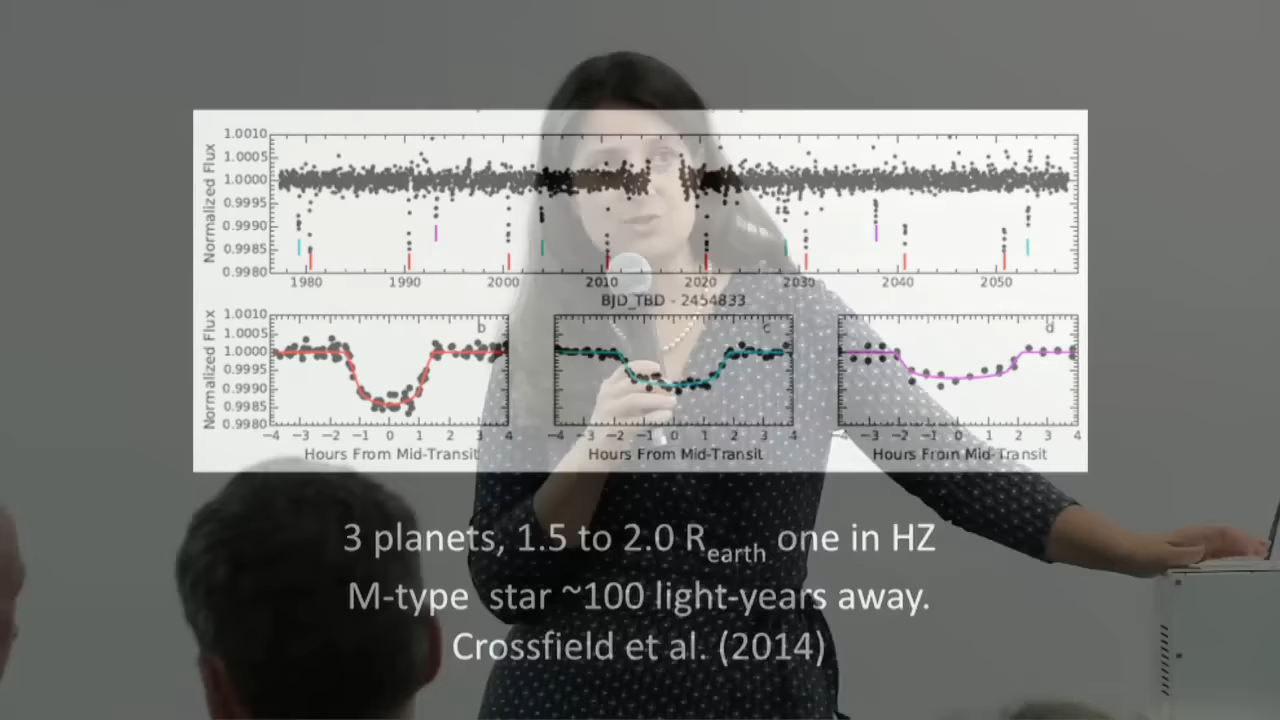 Normalized Flux
1.0010
1.0005
1.0000
0.9995
0.9990
0.9985
0.9980
1980 1990 2000 2010 2020 2030 2040 2050
BJD_TBD - 2454833
Normalized Flux
1.0010
1.0005
1.0000
0.9995
0.9990
0.9985
0.9980
b c d
−4 −3 −2 −1 0 1 2 3 4 −4 −3 −2 −1 0 1 2 3 4 −4 −3 −2 −1 0 1 2 3 4
Hours From Mid-Transit Hours From Mid-Transit Hours From Mid-Transit
3 planets, 1.5 to 2.0 Rearth one in HZ
M-type star ~100 light-years away.
Crossfield et al. (2014)